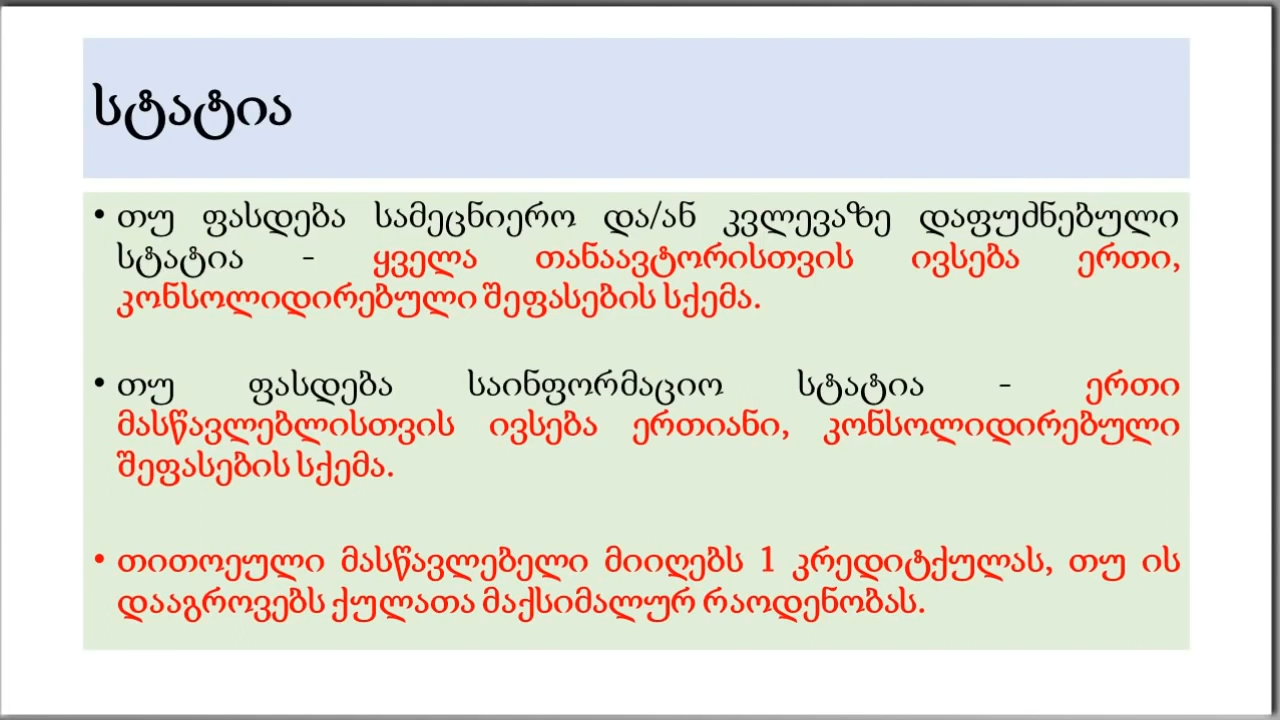 სტატია
• თუ ფასდება სამეცნიერო და/ან კვლევაზე დაფუძნებული
სტატია - ყველა თანაავტორისთვის ივსება ერთი,
კონსოლიდირებული შეფასების სქემა.
• თუ ფასდება საინფორმაციო სტატია - ერთი
მასწავლებლისთვის ივსება ერთიანი, კონსოლიდირებული
შეფასების სქემა.
• თითოეული მასწავლებელი მიიღებს 1 კრედიტქულას, თუ ის
დააგროვებს ქულათა მაქსიმალურ რაოდენობას.